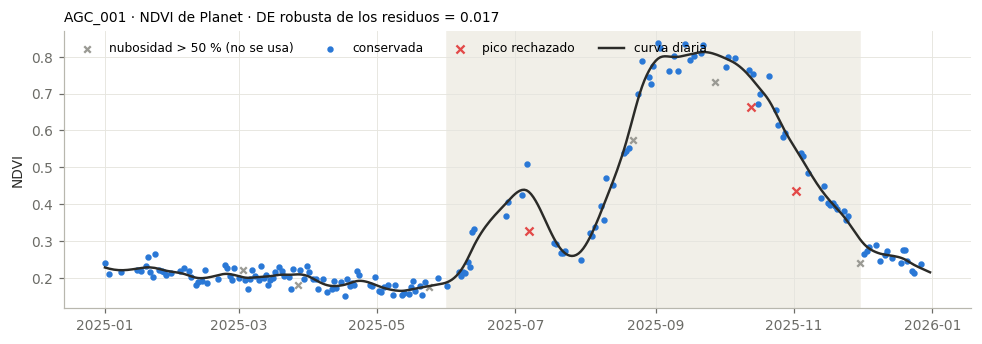 AGC_001 · NDVI de Planet · DE robusta de los residuos = 0.017
nubosidad > 50 % (no se usa) conservada pico rechazado curva diaria
0.8
0.7
0.6
0.5
0.4
0.3
0.2
NDVI
2025-01 2025-03 2025-05 2025-07 2025-09 2025-11 2026-01